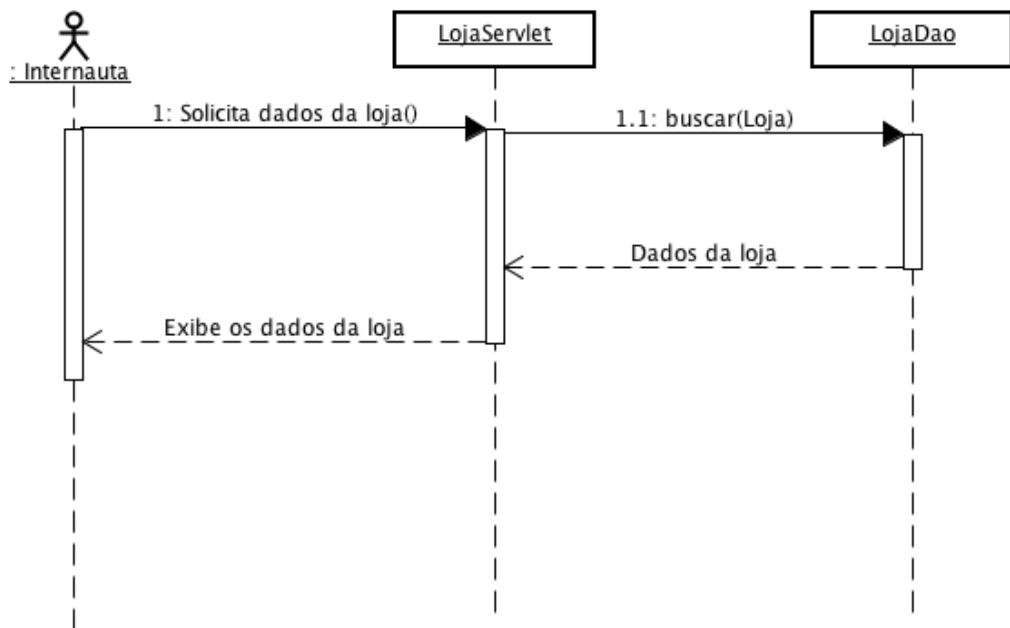 : Internauta
LojaServlet
LojaDao
1: Solicita dados da loja()
1.1: buscar(Loja)
Dados da loja
Exibe os dados da loja